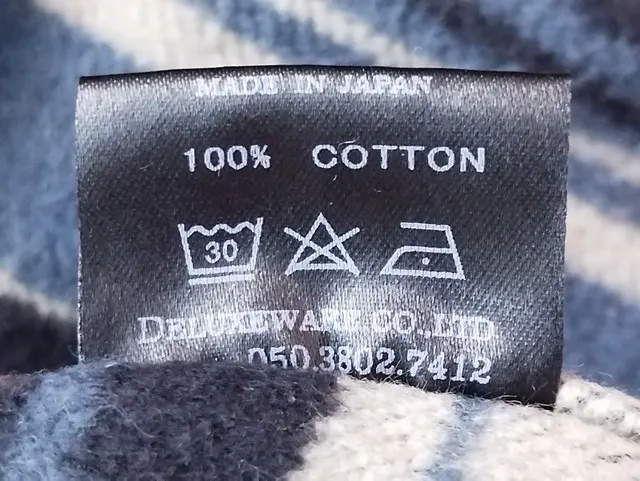 MADE IN JAPAN
100% COTTON
30
DELUXEWARE CO.,LTD.
050.3802.7412